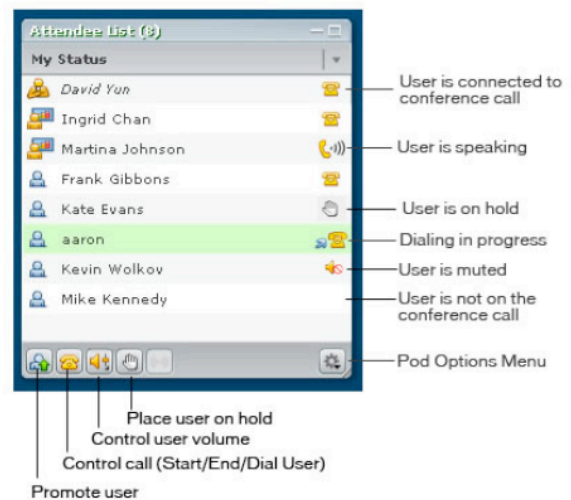 Attendee List (8)
My Status
David Yun
User is connected to
conference call
Ingrid Chan
Martina Johnson
User is speaking
Frank Gibbons
Kate Evans
User is on hold
aaron
Dialing in progress
Kevin Wolkov
User is muted
Mike Kennedy
User is not on the
conference call
Pod Options Menu
Place user on hold
Control user volume
Control call (Start/End/Dial User)
Promote user